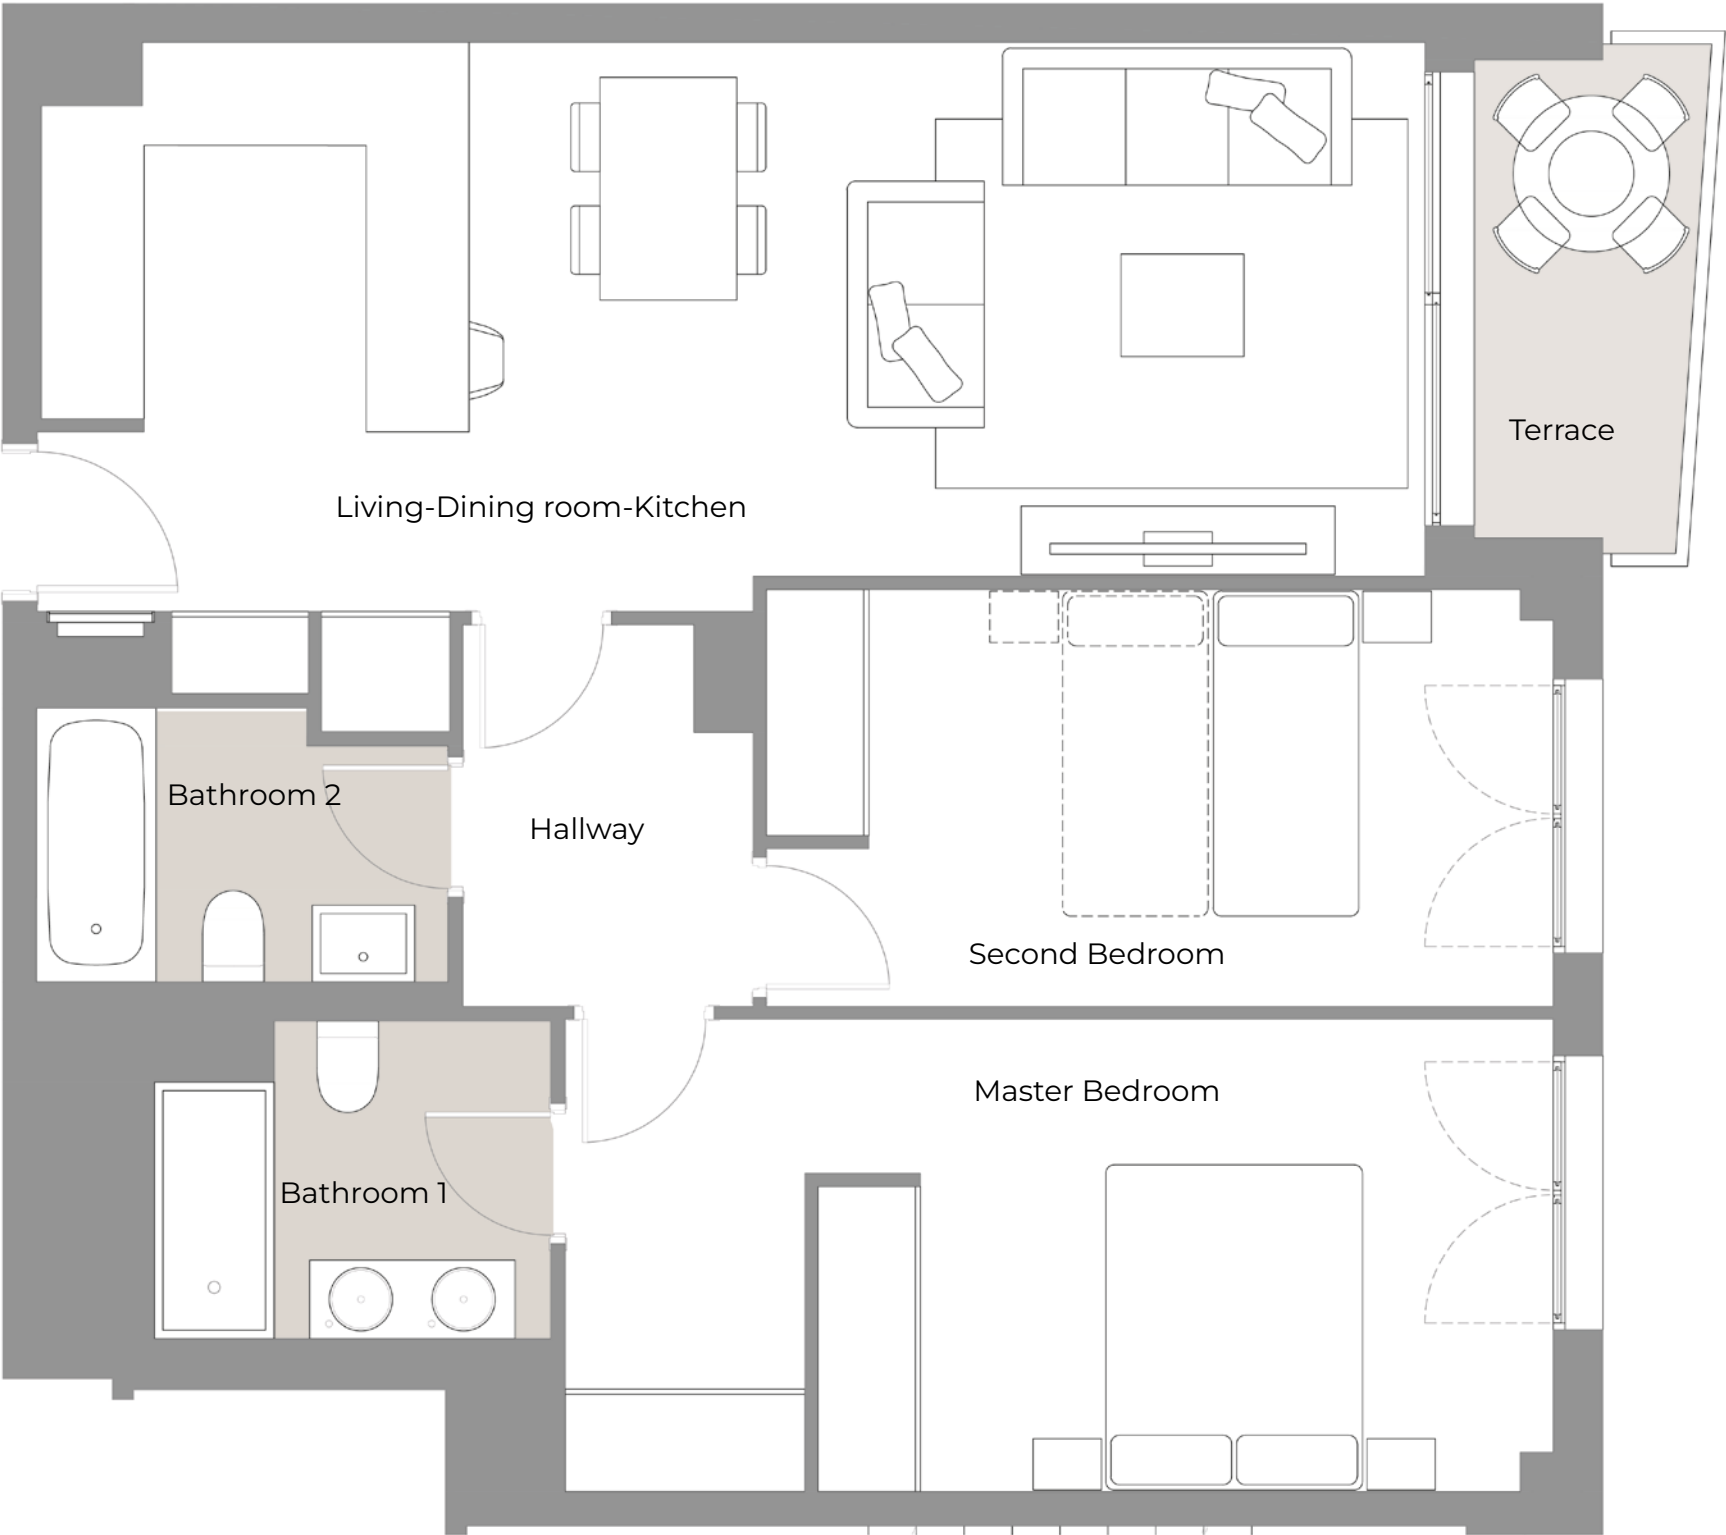 Terrace
Living-Dining room-Kitchen
Bathroom 2
Hallway
Second Bedroom
Master Bedroom
Bathroom 1